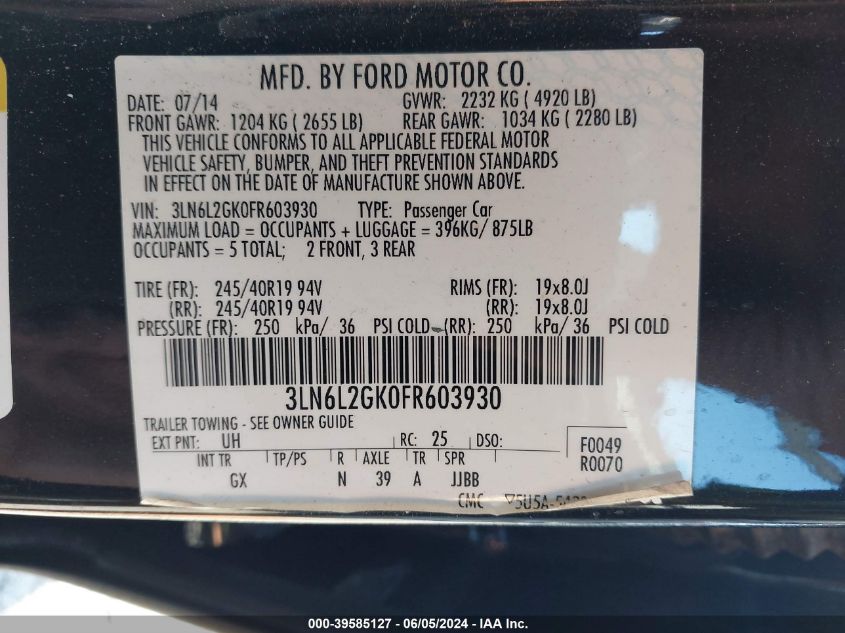 MFD. BY FORD MOTOR CO.
DATE: 07/14 GVWR: 2232 KG ( 4920 LB)
FRONT GAWR: 1204 KG ( 2655 LB) REAR GAWR: 1034 KG ( 2280 LB)
THIS VEHICLE CONFORMS TO ALL APPLICABLE FEDERAL MOTOR
VEHICLE SAFETY, BUMPER, AND THEFT PREVENTION STANDARDS
IN EFFECT ON THE DATE OF MANUFACTURE SHOWN ABOVE.
VIN: 3LN6L2GK0FR603930 TYPE: Passenger Car
MAXIMUM LOAD = OCCUPANTS + LUGGAGE = 396KG/ 875LB
OCCUPANTS = 5 TOTAL; 2 FRONT, 3 REAR
TIRE (FR): 245/40R19 94V RIMS (FR): 19x8.0J
(RR): 245/40R19 94V (RR): 19x8.0J
PRESSURE (FR): 250 kPa/ 36 PSI COLD (RR): 250 kPa/ 36 PSI COLD
3LN6L2GK0FR603930
TRAILER TOWING - SEE OWNER GUIDE
EXT PNT: UH RC: 25 DSO: F0049
INT TR TP/PS R AXLE TR SPR R0070
GX N 39 A JJBB
CMC
000-39585127 - 06/05/2024 - IAA Inc.